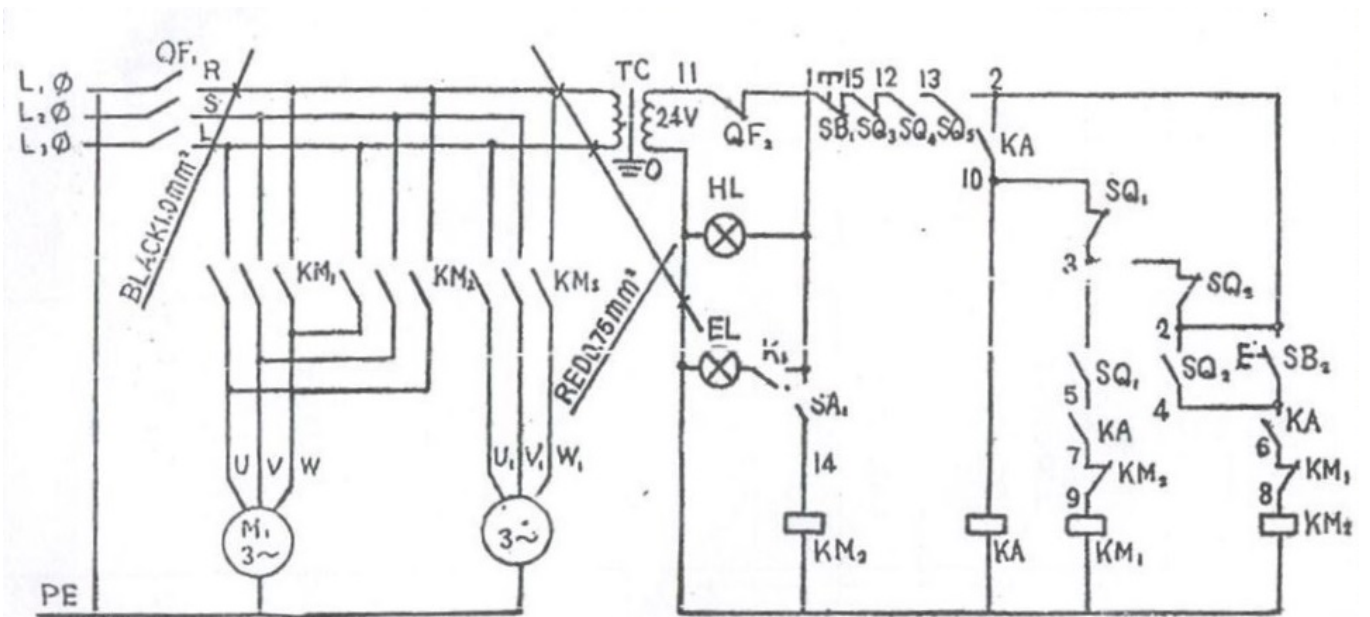 QF₁ R TC 11 1 15 12 13 2
L₁Ø
L₂Ø S 24V SB₁ SQ₃ SQ₄ SQ₅
L₃Ø L QF₂ KA
0 10
HL SQ₁
BLACK1.0mm²
3
KM₁ KM₂ KM₃ SQ₂
RED0.75mm²
EL K₁ 2
SQ₁ SQ₂ E SB₂
SA₁ 5 4
KA KA
14 7 6
U V W U₁ V₁ W₁ KM₂ KM₁
9 8
M₁
3~ 3~
KM₂ KA KM₁ KM₂
PE